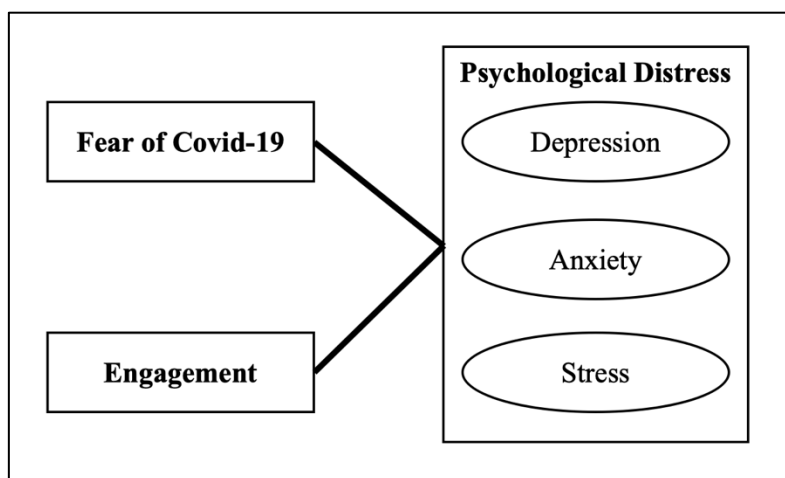 Fear of Covid-19
Engagement
Psychological Distress
Depression
Anxiety
Stress